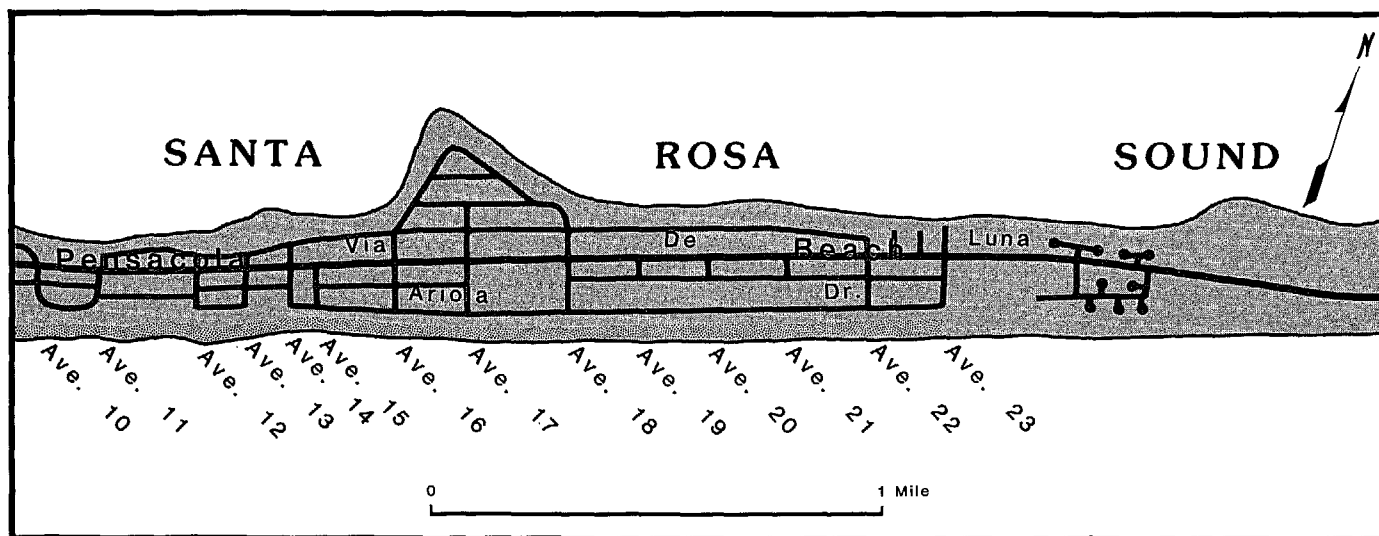 N
SANTA ROSA SOUND
Via De Luna
Pensacola Beach
Ariola Dr.
Ave. 10
Ave. 11
Ave. 12
Ave. 13
Ave. 14
Ave. 15
Ave. 16
Ave. 17
Ave. 18
Ave. 19
Ave. 20
Ave. 21
Ave. 22
Ave. 23
0 1 Mile